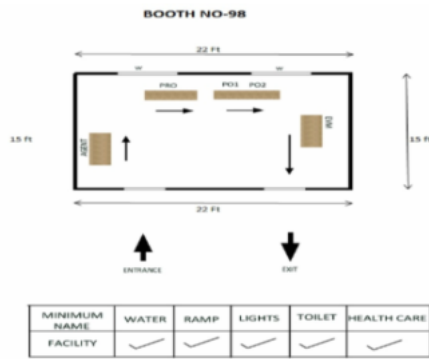 BOOTH NO-98
22 Ft
W W
PRO PO1 PO2
15 ft 15 ft
AGENT
22 Ft
ENTRANCE EXIT
MINIMUM NAME WATER RAMP LIGHTS TOILET HEALTH CARE
FACILITY